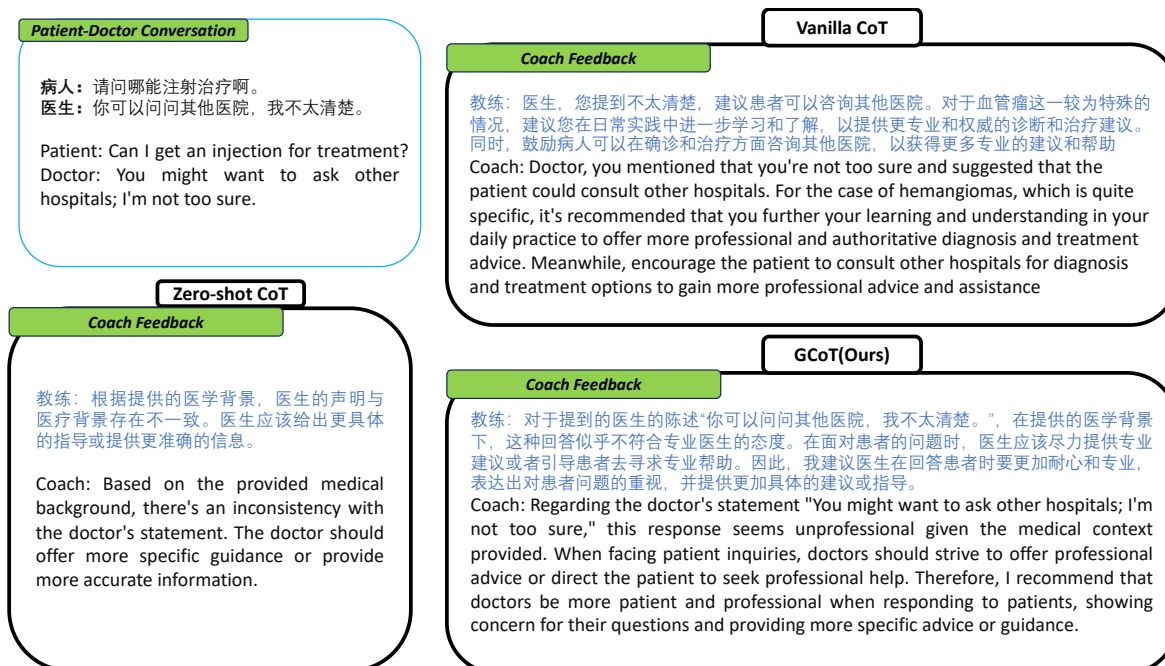 Patient-Doctor Conversation
病人：请问哪能注射治疗啊。
医生：你可以问问其他医院，我不太清楚。
Patient: Can I get an injection for treatment?
Doctor: You might want to ask other
hospitals; I'm not too sure.
Vanilla CoT
Coach Feedback
教练：医生，您提到不太清楚，建议患者可以咨询其他医院。对于血管瘤这一较为特殊的
情况，建议您在日常实践中进一步学习和了解，以提供更专业和权威的诊断和治疗建议。
同时，鼓励病人可以在确诊和治疗方面咨询其他医院，以获得更多专业的建议和帮助
Coach: Doctor, you mentioned that you're not too sure and suggested that the
patient could consult other hospitals. For the case of hemangiomas, which is quite
specific, it's recommended that you further your learning and understanding in your
daily practice to offer more professional and authoritative diagnosis and treatment
advice. Meanwhile, encourage the patient to consult other hospitals for diagnosis
and treatment options to gain more professional advice and assistance
Zero-shot CoT
Coach Feedback
教练：根据提供的医学背景，医生的声明与
医疗背景存在不一致。医生应该给出更具体
的指导或提供更准确的信息。
Coach: Based on the provided medical
background, there's an inconsistency with
the doctor's statement. The doctor should
offer more specific guidance or provide
more accurate information.
GCoT(Ours)
Coach Feedback
教练：对于提到的医生的陈述“你可以问问其他医院，我不太清楚。”，在提供的医学背景
下，这种回答似乎不符合专业医生的态度。在面对患者的问题时，医生应该尽力提供专业
建议或者引导患者去寻求专业帮助。因此，我建议医生在回答患者时要更加耐心和专业，
表达出对患者问题的重视，并提供更加具体的建议或指导。
Coach: Regarding the doctor's statement "You might want to ask other hospitals; I'm
not too sure," this response seems unprofessional given the medical context
provided. When facing patient inquiries, doctors should strive to offer professional
advice or direct the patient to seek professional help. Therefore, I recommend that
doctors be more patient and professional when responding to patients, showing
concern for their questions and providing more specific advice or guidance.